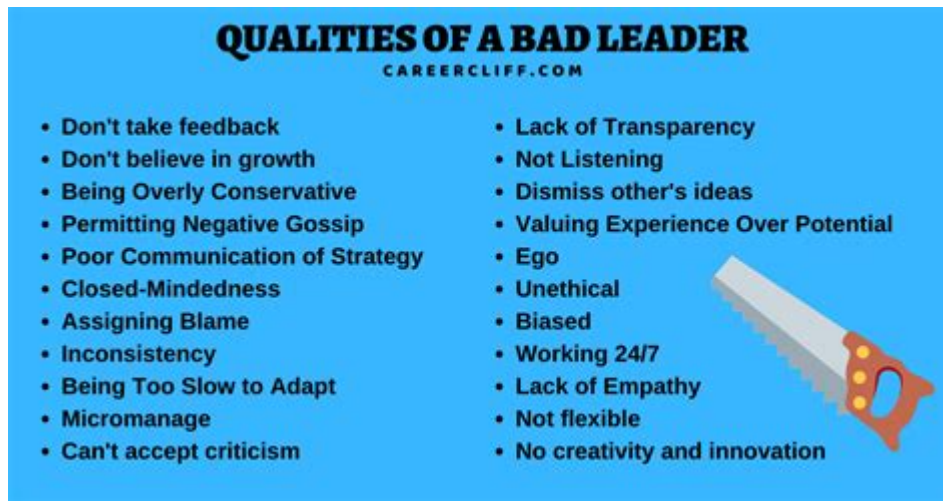 QUALITIES OF A BAD LEADER
CAREERCLIFF.COM
• Don't take feedback
• Don't believe in growth
• Being Overly Conservative
• Permitting Negative Gossip
• Poor Communication of Strategy
• Closed-Mindedness
• Assigning Blame
• Inconsistency
• Being Too Slow to Adapt
• Micromanage
• Can't accept criticism
• Lack of Transparency
• Not Listening
• Dismiss other's ideas
• Valuing Experience Over Potential
• Ego
• Unethical
• Biased
• Working 24/7
• Lack of Empathy
• Not flexible
• No creativity and innovation